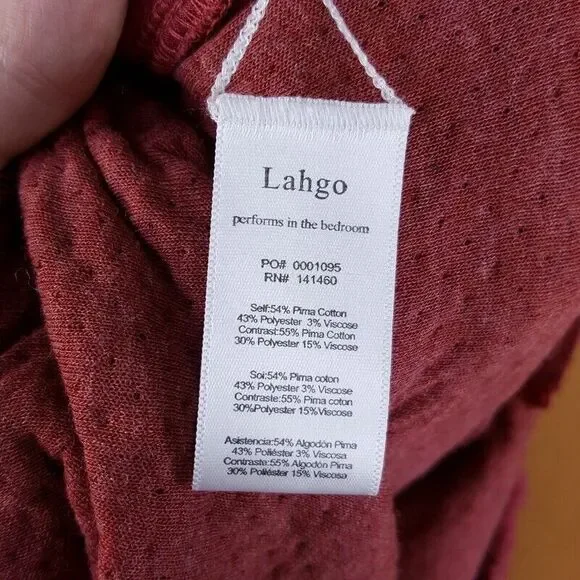 Lahgo
performs in the bedroom
PO# 0001095
RN# 141460
Self:54% Pima Cotton
43% Polyester 3% Viscose
Contrast:55% Pima Cotton
30% Polyester 15% Viscose
Soi:54% Pima coton
43% Polyester 3% Viscose
Contraste:55% Pima coton
30%Polyester 15%Viscose
Asistencia:54% Algodón Pima
43% Poliéster 3% Viscosa
Contraste:55% Algodón Pima
30% Poliéster 15% Viscosa